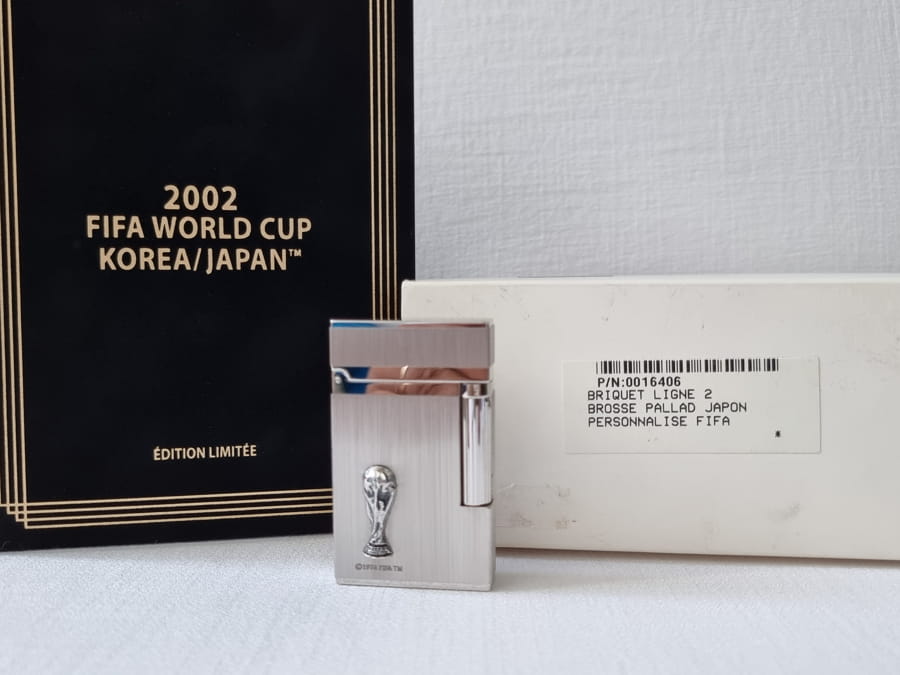 2002
FIFA WORLD CUP
KOREA/JAPAN™
ÉDITION LIMITÉE
P/N:0016406
BRIQUET LIGNE 2
BROSSE PALLAD JAPON
PERSONNALISE FIFA
©1974 FIFA TM